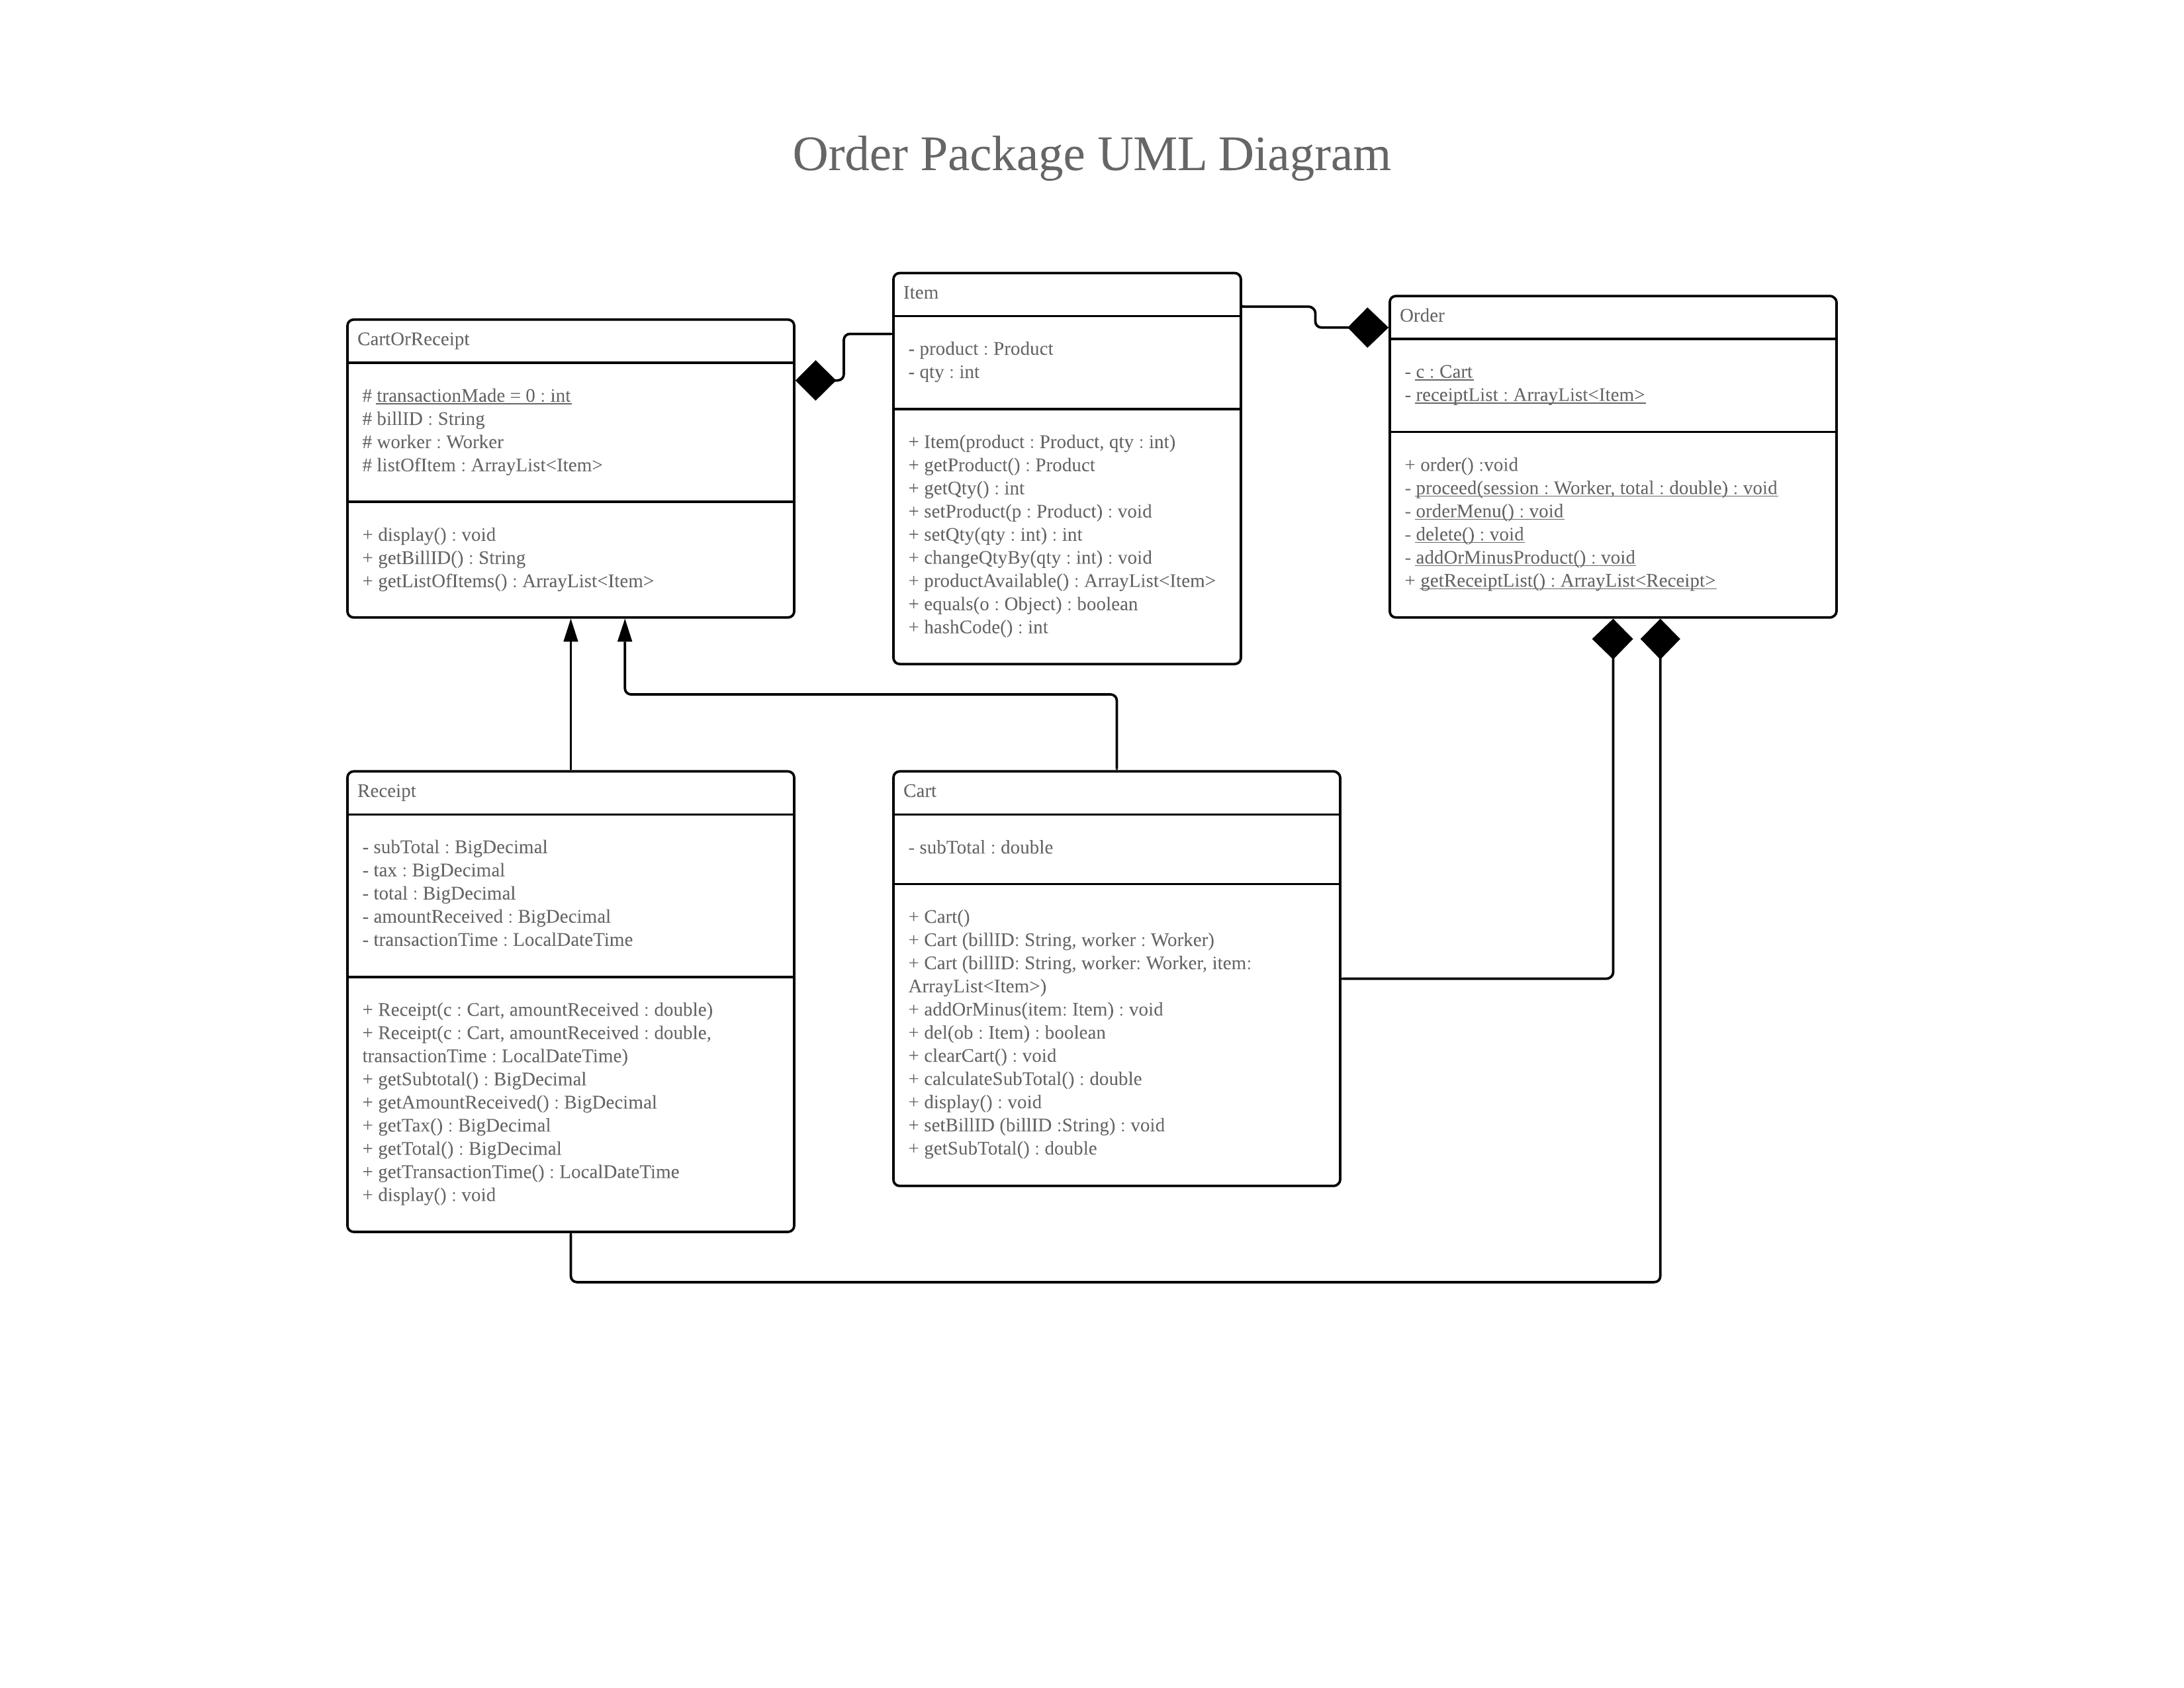 Order Package UML Diagram
CartOrReceipt
# transactionMade = 0 : int
# billID : String
# worker : Worker
# listOfItem : ArrayList<Item>
+ display() : void
+ getBillID() : String
+ getListOfItems() : ArrayList<Item>
Item
- product : Product
- qty : int
+ Item(product : Product, qty : int)
+ getProduct() : Product
+ getQty() : int
+ setProduct(p : Product) : void
+ setQty(qty : int) : int
+ changeQtyBy(qty : int) : void
+ productAvailable() : ArrayList<Item>
+ equals(o : Object) : boolean
+ hashCode() : int
Order
- c : Cart
- receiptList : ArrayList<Item>
+ order() :void
- proceed(session : Worker, total : double) : void
- orderMenu() : void
- delete() : void
- addOrMinusProduct() : void
+ getReceiptList() : ArrayList<Receipt>
Receipt
- subTotal : BigDecimal
- tax : BigDecimal
- total : BigDecimal
- amountReceived : BigDecimal
- transactionTime : LocalDateTime
+ Receipt(c : Cart, amountReceived : double)
+ Receipt(c : Cart, amountReceived : double,
transactionTime : LocalDateTime)
+ getSubtotal() : BigDecimal
+ getAmountReceived() : BigDecimal
+ getTax() : BigDecimal
+ getTotal() : BigDecimal
+ getTransactionTime() : LocalDateTime
+ display() : void
Cart
- subTotal : double
+ Cart()
+ Cart (billID: String, worker : Worker)
+ Cart (billID: String, worker: Worker, item:
ArrayList<Item>)
+ addOrMinus(item: Item) : void
+ del(ob : Item) : boolean
+ clearCart() : void
+ calculateSubTotal() : double
+ display() : void
+ setBillID (billID :String) : void
+ getSubTotal() : double